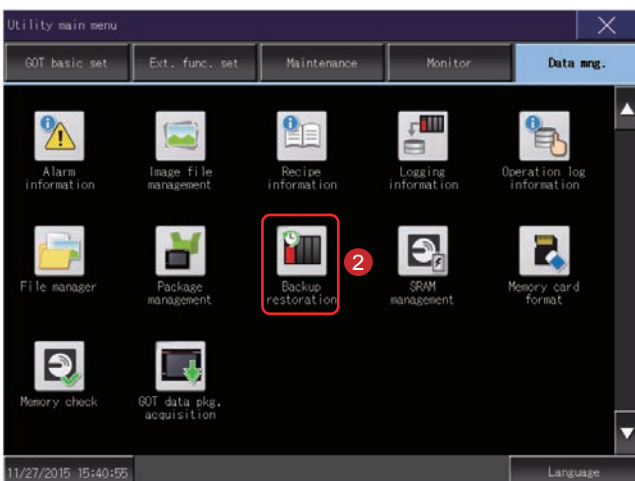 Utility main menu
GOT basic set Ext. func. set Maintenance Monitor Data mng.
Alarm information
Image file management
Recipe information
Logging information
Operation log information
File manager
Package management
Backup restoration
2
SRAM management
Memory card format
Memory check
GOT data pkg. acquisition
11/27/2015 15:40:55 Language